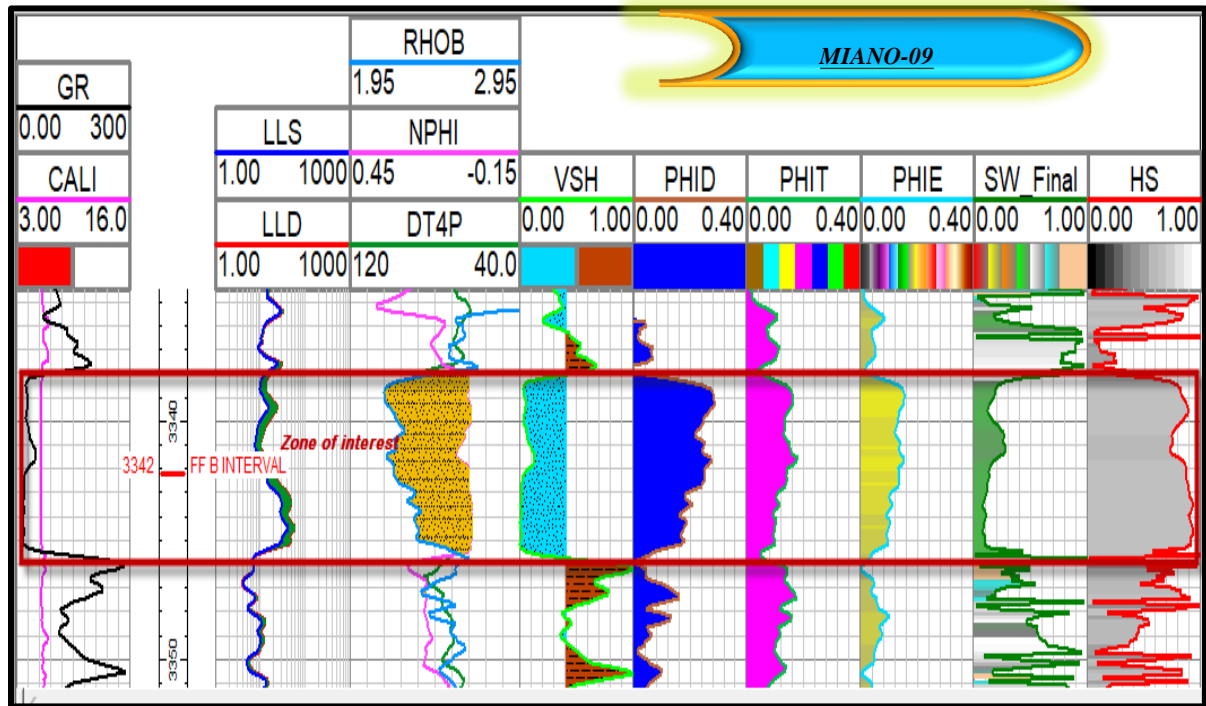 MIANO-09
RHOB
1.95 2.95
GR
0.00 300
LLS
1.00 1000
NPHI
0.45 -0.15
CALI
3.00 16.0
LLD
1.00 1000
DT4P
120 40.0
VSH
0.00 1.00
PHID
0.00 0.40
PHIT
0.00 0.40
PHIE
0.00 0.40
SW_Final
0.00 1.00
HS
0.00 1.00
3340
Zone of interest
3342 FF B INTERVAL
3350